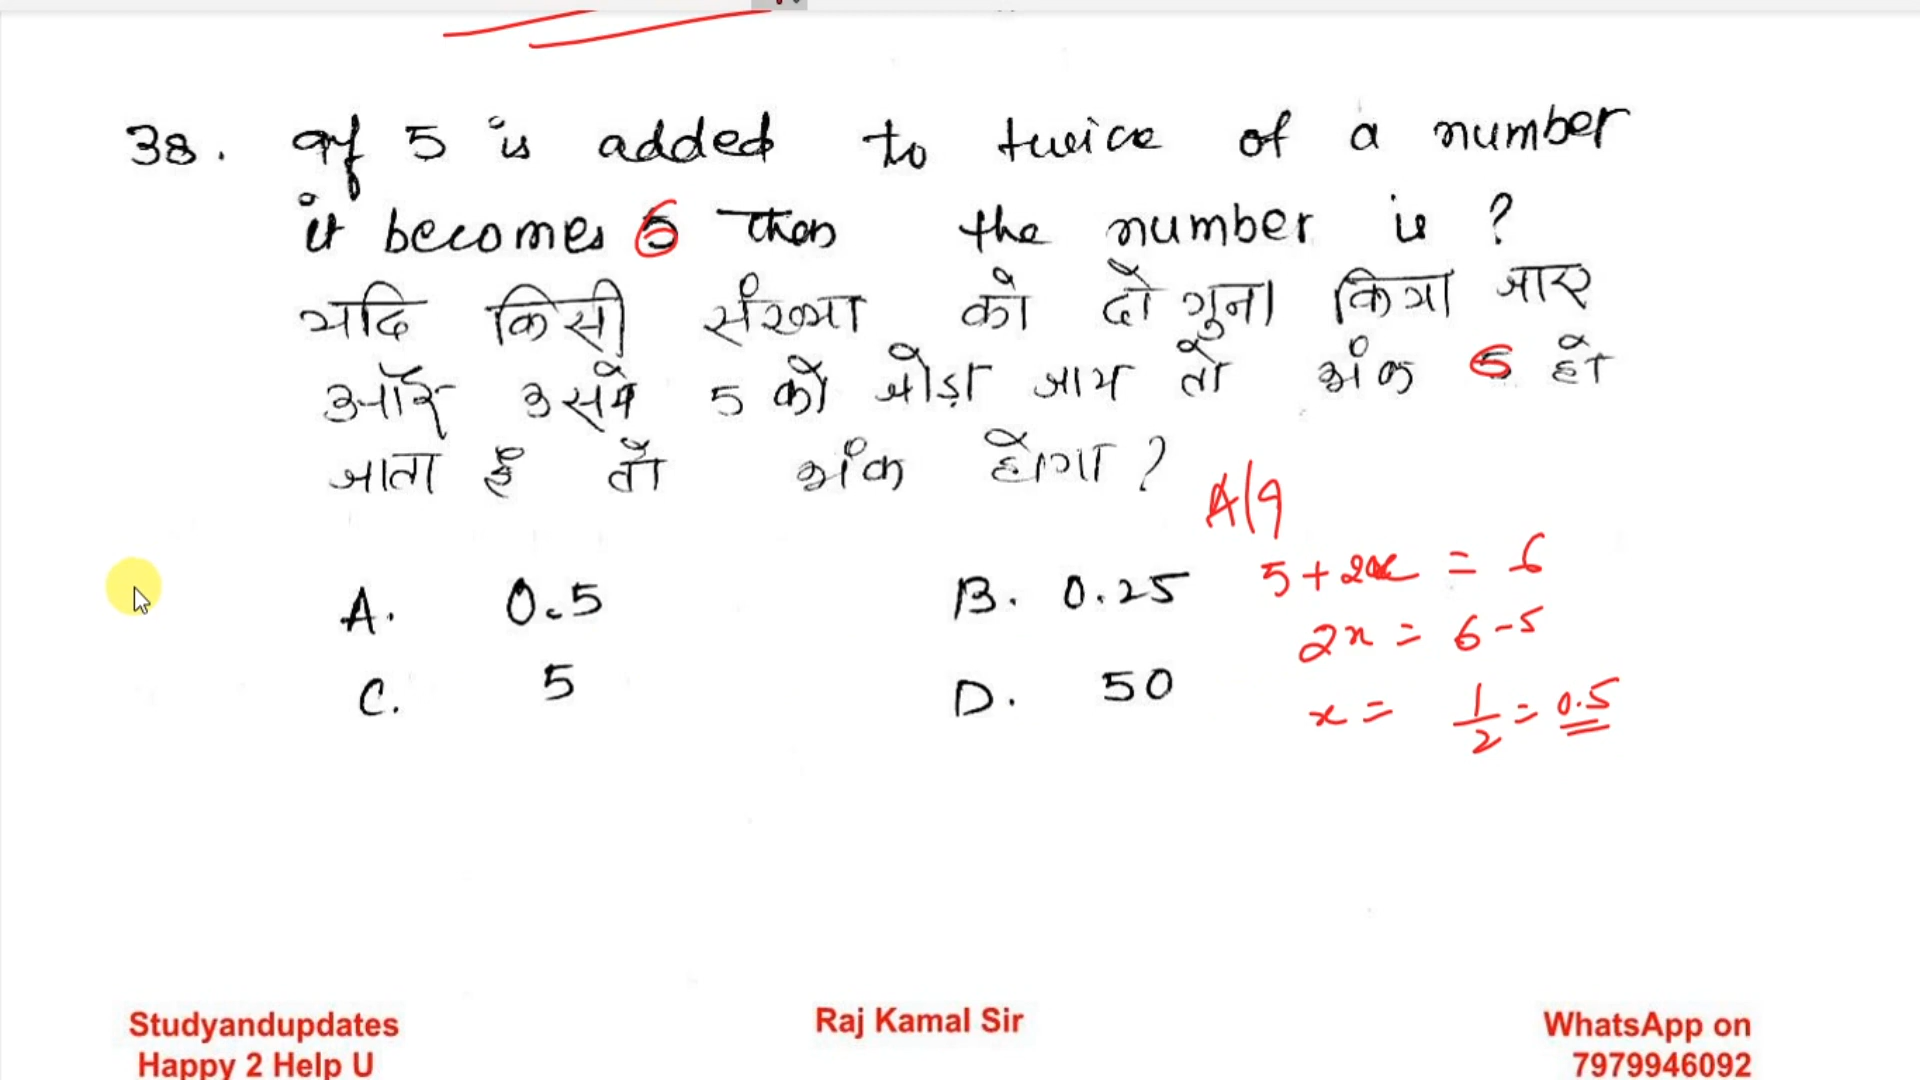 38. If 5 is added to twice of a number
it becomes 6 then the number is ?
यदि किसी संख्या को दो गुना किया जाए
और उसमे 5 को जोड़ा जाय तो अंक 6 हो
जाता है तो अंक होगा ?
A/q
A. 0.5 B. 0.25
5 + 2x = 6
2x = 6 - 5
C. 5 D. 50
x = 1/2 = 0.5
Studyandupdates
Happy 2 Help U
Raj Kamal Sir
WhatsApp on
7979946092